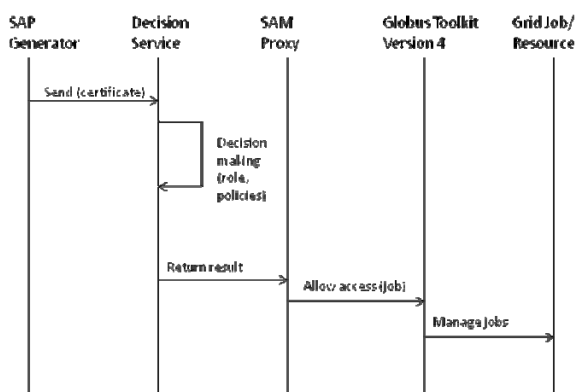 SAP
Generator
Decision
Service
SAM
Proxy
Globus Toolkit
Version 4
Grid Job/
Resource
Send (certificate)
Decision
making
(role,
policies)
Return result
Allow access (job)
Manage jobs